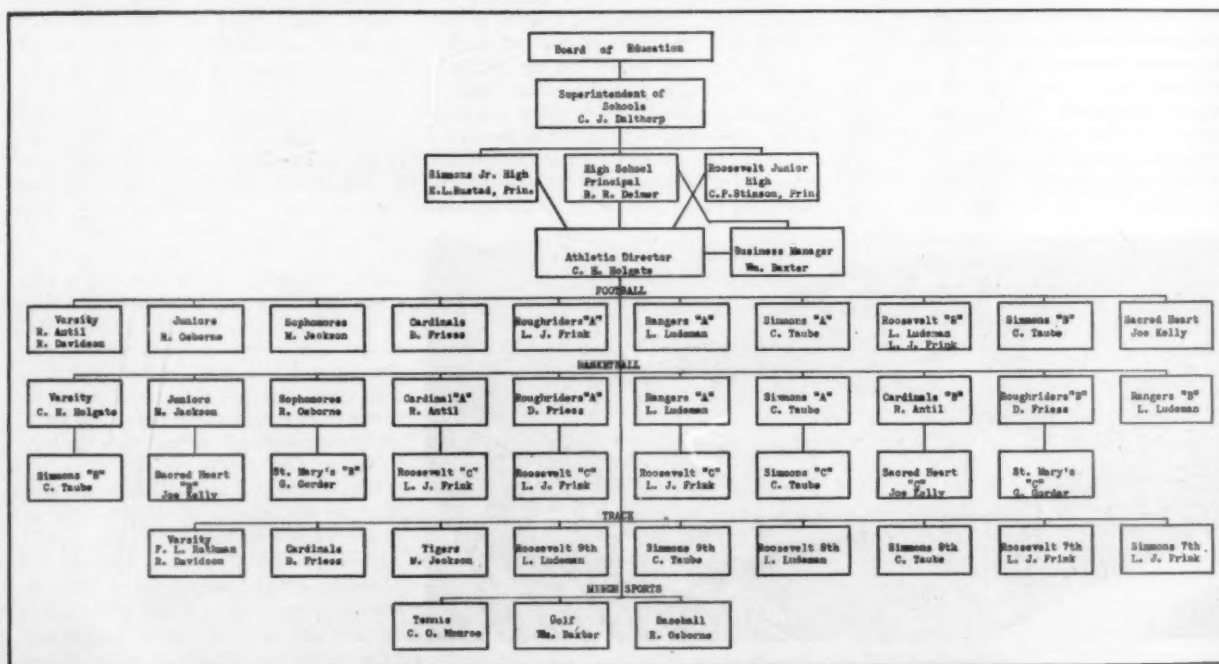 Board of Education
Superintendent of
Schools
C. J. Dalthorp
Simmons Jr. High
E.L.Rustad, Prin.
High School
Principal
R. R. Deimer
Roosevelt Junior
High
C.P.Stinson, Prin.
Athletic Director
C. H. Holgate
Business Manager
Wm. Baxter
FOOTBALL
Varsity
R. Antil
R. Davidson
Juniors
R. Osborne
Sophomores
M. Jackson
Cardinals
D. Friess
Roughriders"A"
L. J. Frink
Rangers "A"
L. Ludeman
Simmons "A"
C. Taube
Roosevelt "B"
L. Ludeman
L. J. Frink
Simmons "B"
C. Taube
Sacred Heart
Joe Kelly
BASKETBALL
Varsity
C. H. Holgate
Juniors
M. Jackson
Sophomores
R. Osborne
Cardinal"A"
R. Antil
Roughriders"A"
D. Friess
Rangers "A"
L. Ludeman
Simmons "A"
C. Taube
Cardinals "B"
R. Antil
Roughriders"B"
D. Friess
Rangers "B"
L. Ludeman
Simmons "B"
C. Taube
Sacred Heart
"B"
Joe Kelly
St. Mary's "B"
G. Gorder
Roosevelt "C"
L. J. Frink
Roosevelt "C"
L. J. Frink
Roosevelt "C"
L. J. Frink
Simmons "C"
C. Taube
Sacred Heart
"C"
Joe Kelly
St. Mary's
"C"
G. Gorder
TRACK
Varsity
F. L. Rothman
R. Davidson
Cardinals
D. Friess
Tigers
M. Jackson
Roosevelt 9th
L. Ludeman
Simmons 9th
C. Taube
Roosevelt 8th
L. Ludeman
Simmons 8th
C. Taube
Roosevelt 7th
L. J. Frink
Simmons 7th
L. J. Frink
MINOR SPORTS
Tennis
C. O. Monroe
Golf
Wm. Baxter
Baseball
R. Osborne